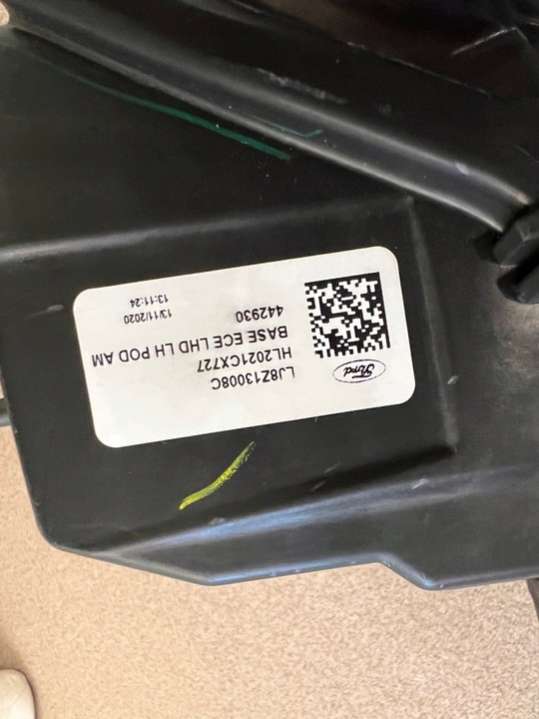 Ford
LJ8Z13008C
HL2021CX727
BASE ECE LHD LH POD AM
442930
13/11/2020
13:11:24